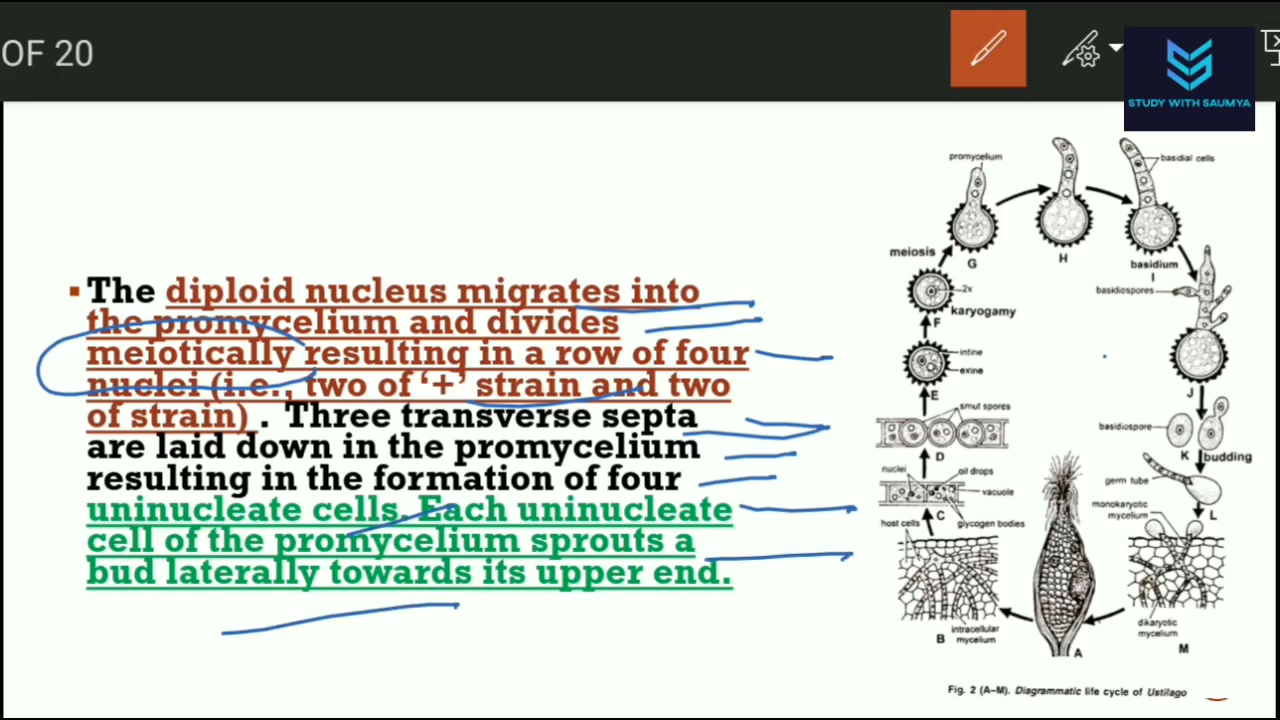 OF 20
STUDY WITH SAUMYA
▪ The diploid nucleus migrates into
the promycelium and divides
meiotically resulting in a row of four
nuclei (i.e., two of ‘+’ strain and two
of strain) . Three transverse septa
are laid down in the promycelium
resulting in the formation of four
uninucleate cells. Each uninucleate
cell of the promycelium sprouts a
bud laterally towards its upper end.
promycelium
basidial cells
meiosis
G
H
basidium
I
basidiospores
2x
karyogamy
F
intine
exine
E
J
smut spores
basidiospore
K
budding
D
nuclei
oil drops
vacuole
germ tube
monokaryotic
mycelium
C
glycogen bodies
L
host cells
B
intracellular
mycelium
A
dikaryotic
mycelium
M
Fig. 2 (A–M). Diagrammatic life cycle of Ustilago